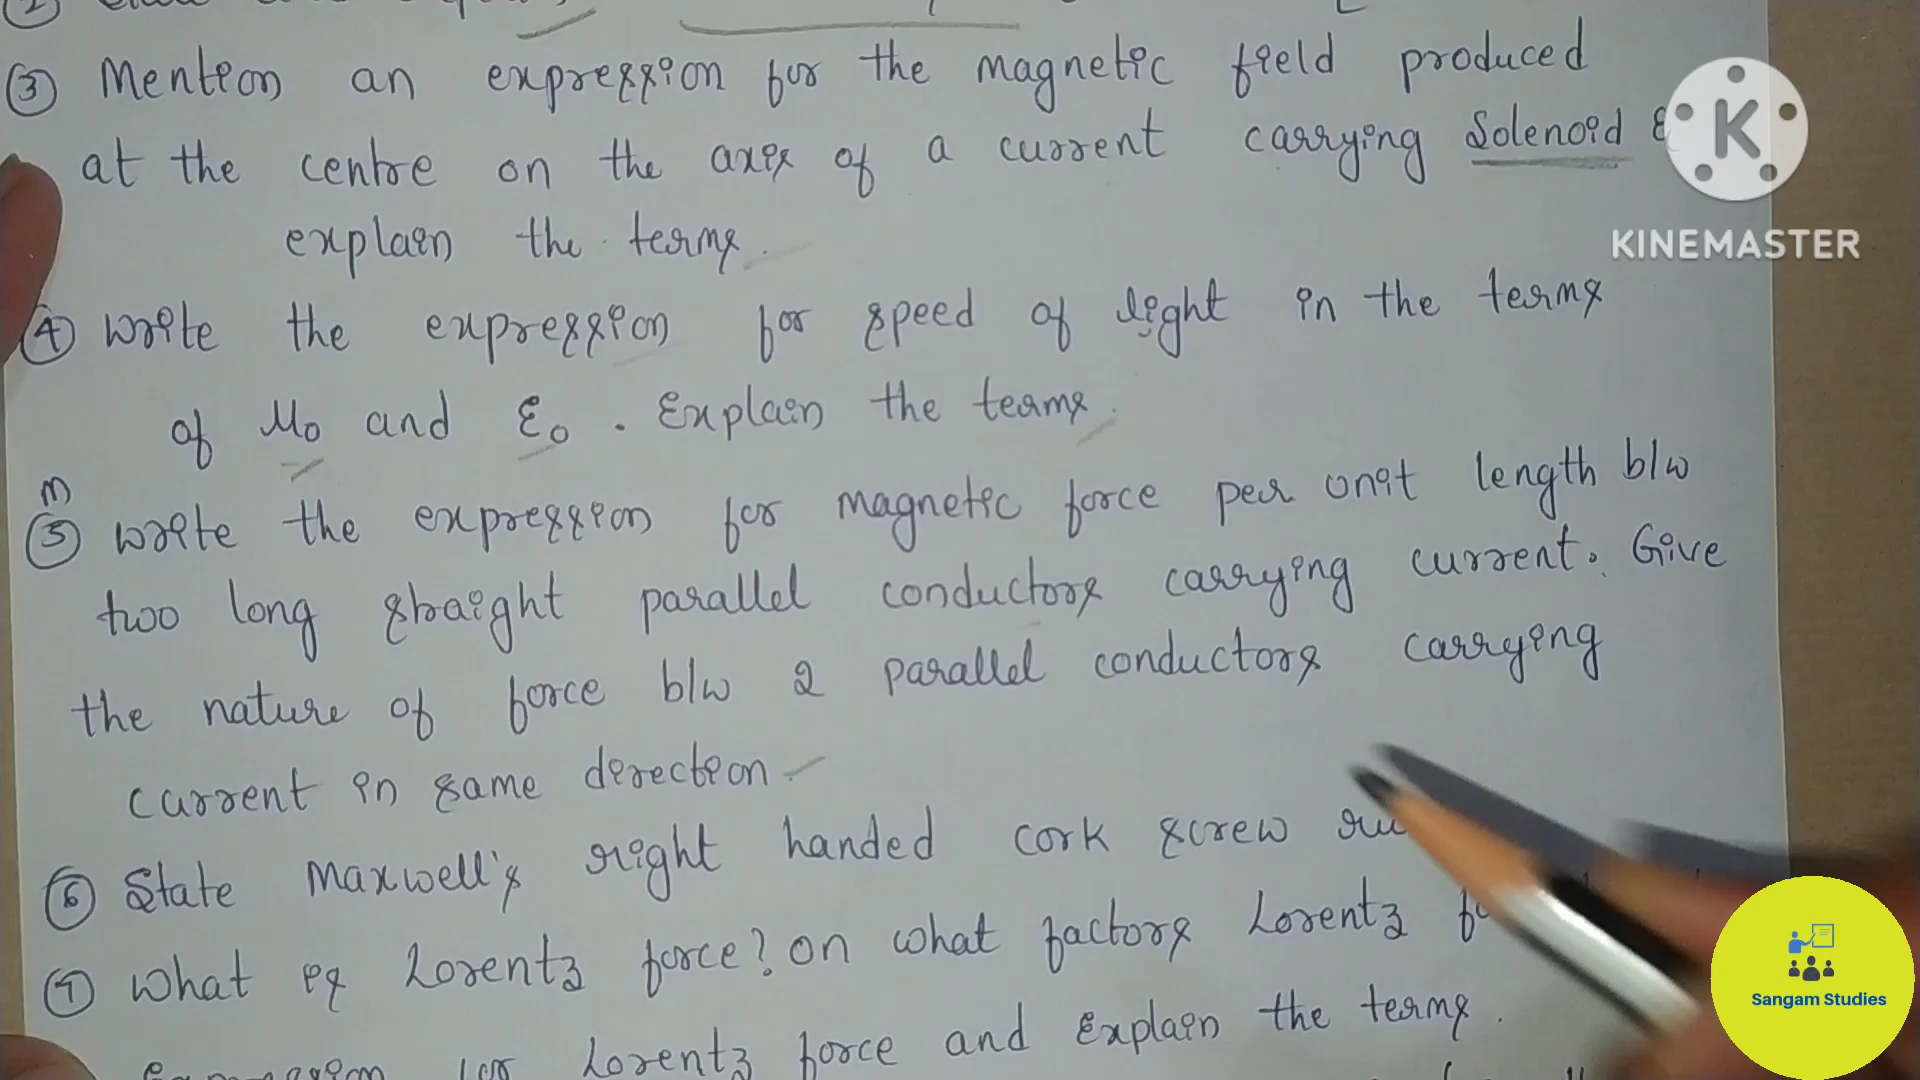 ③ Mention an expression for the magnetic field produced
at the centre on the axis of a current carrying Solenoid &
explain the terms.
④ write the expression for speed of light in the terms
of μ₀ and ε₀. Explain the terms.
m
⑤ write the expression for magnetic force per unit length b/w
two long straight parallel conductors carrying current. Give
the nature of force b/w 2 parallel conductors carrying
current in same direction
⑥ State Maxwell's right handed cork screw
⑦ What is Lorentz force? on what factors Lorentz
Lorentz force and explain the terms.
K
KINEMASTER
Sangam Studies